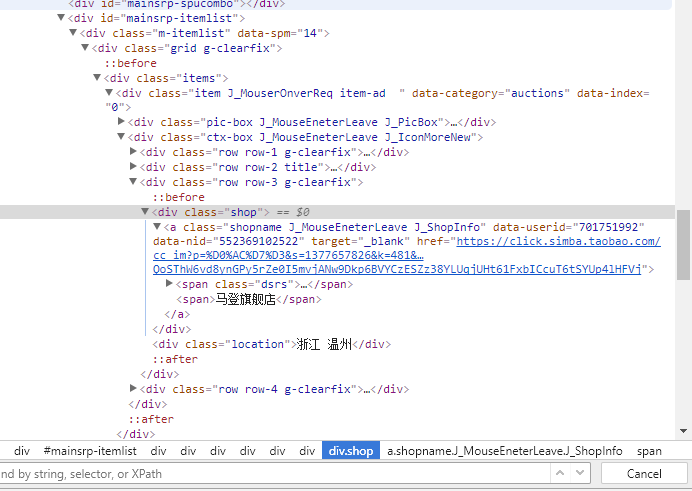 <div id="mainsrp-spucombo"></div>
▼<div id="mainsrp-itemlist">
▼<div class="m-itemlist" data-spm="14">
▼<div class="grid g-clearfix">
::before
▼<div class="items">
▼<div class="item J_MouserOnverReq item-ad  " data-category="auctions" data-index=
"0">
▶<div class="pic-box J_MouseEneterLeave J_PicBox">…</div>
▼<div class="ctx-box J_MouseEneterLeave J_IconMoreNew">
▶<div class="row row-1 g-clearfix">…</div>
▶<div class="row row-2 title">…</div>
▼<div class="row row-3 g-clearfix">
::before
▼<div class="shop"> == $0
▼<a class="shopname J_MouseEneterLeave J_ShopInfo" data-userid="701751992"
data-nid="552369102522" target="_blank" href="https://click.simba.taobao.com/
cc_im?p=%D0%AC%D7%D3&s=1377657826&k=481&…
OoSThW6vd8ynGPy5rZe0I5mvjANw9Dkp6BVYCzESZz38YLUqjUHt61FxbICcuT6tSYUp4lHFVj">
▶<span class="dsrs">…</span>
<span>马登旗舰店</span>
</a>
</div>
<div class="location">浙江 温州</div>
::after
</div>
▶<div class="row row-4 g-clearfix">…</div>
</div>
::after
</div>
div #mainsrp-itemlist div div div div div div div.shop a.shopname.J_MouseEneterLeave.J_ShopInfo span
nd by string, selector, or XPath Cancel